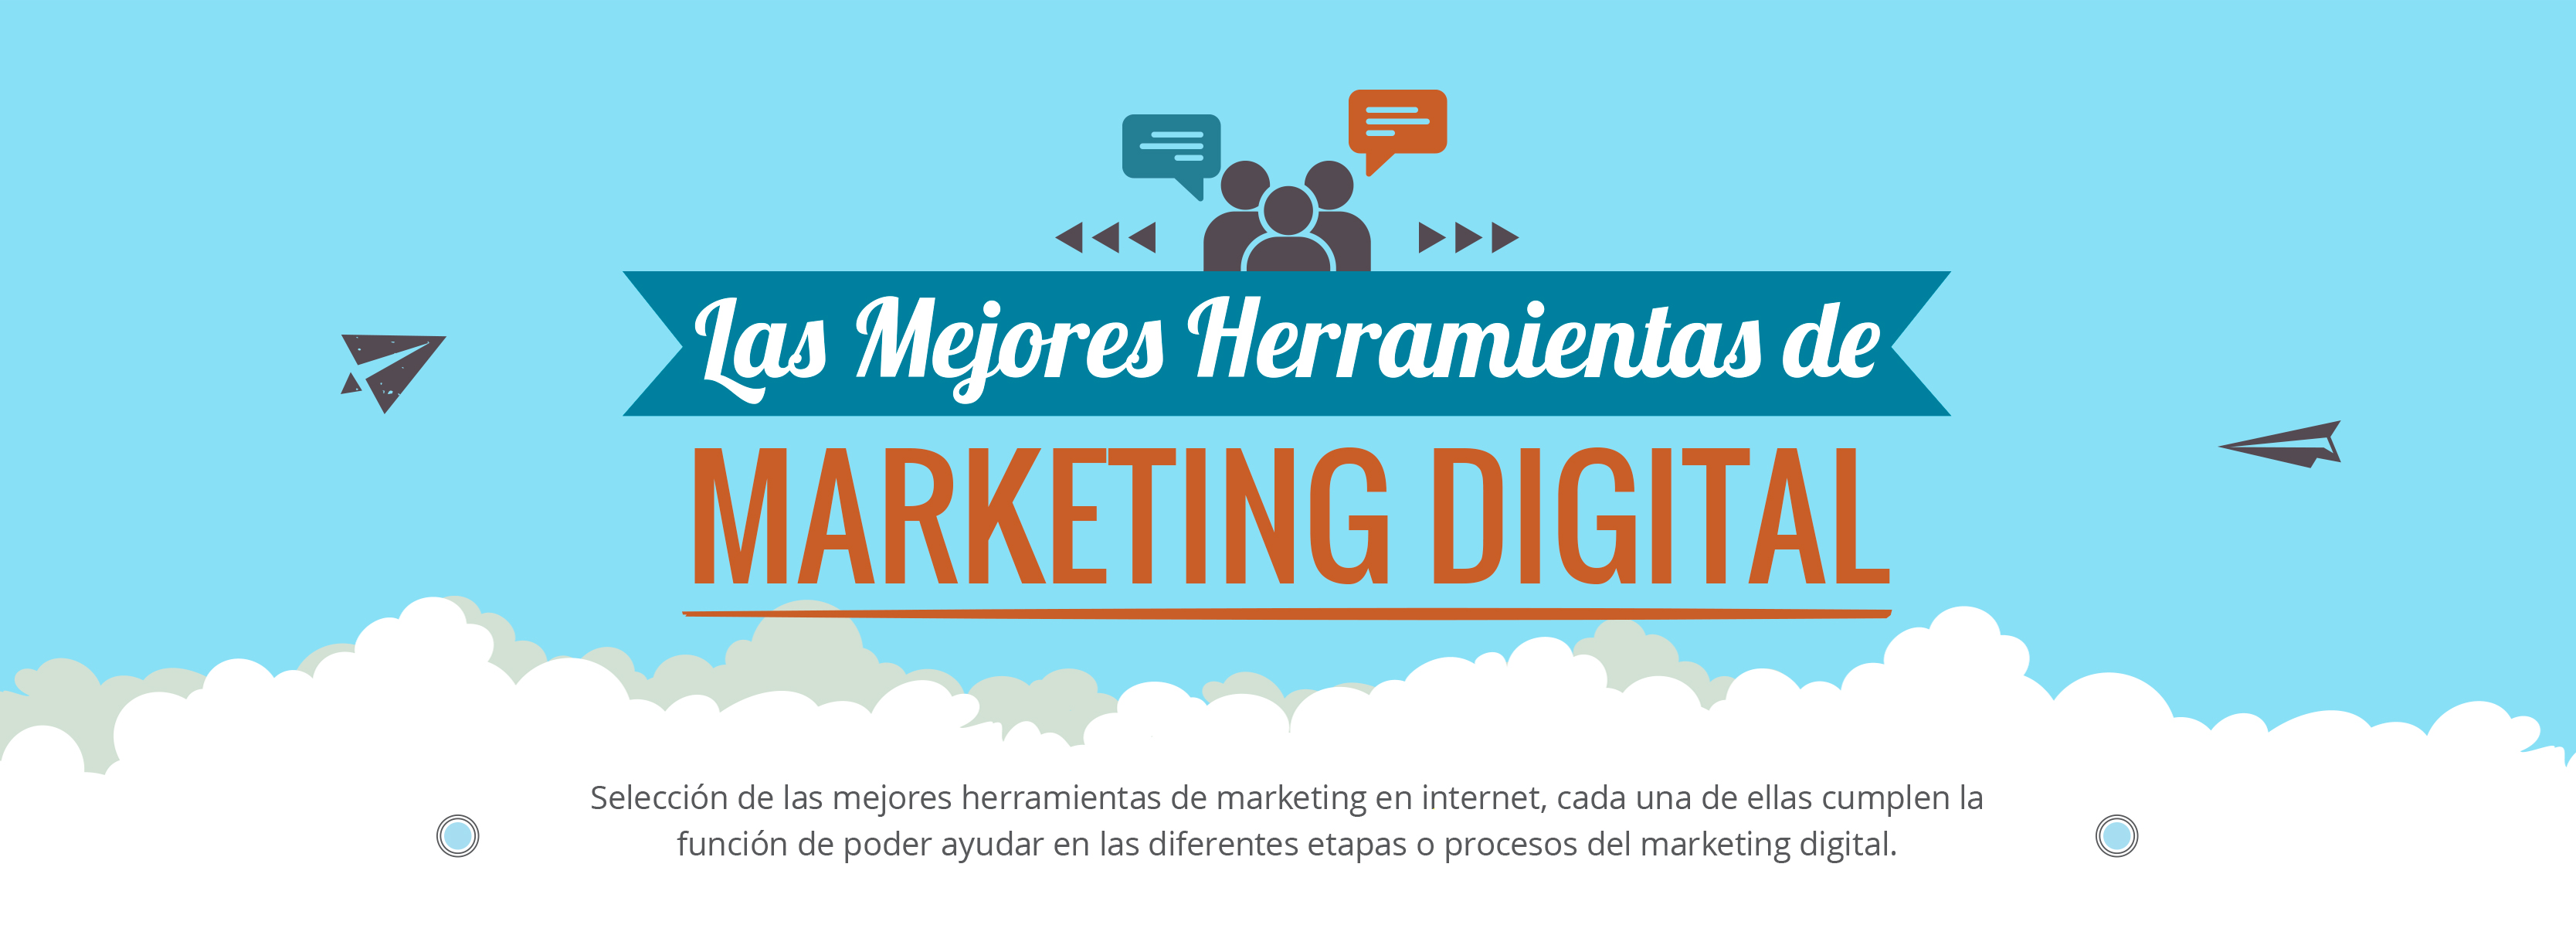 Las Mejores Herramientas de
MARKETING DIGITAL
Selección de las mejores herramientas de marketing en internet, cada una de ellas cumplen la
función de poder ayudar en las diferentes etapas o procesos del marketing digital.